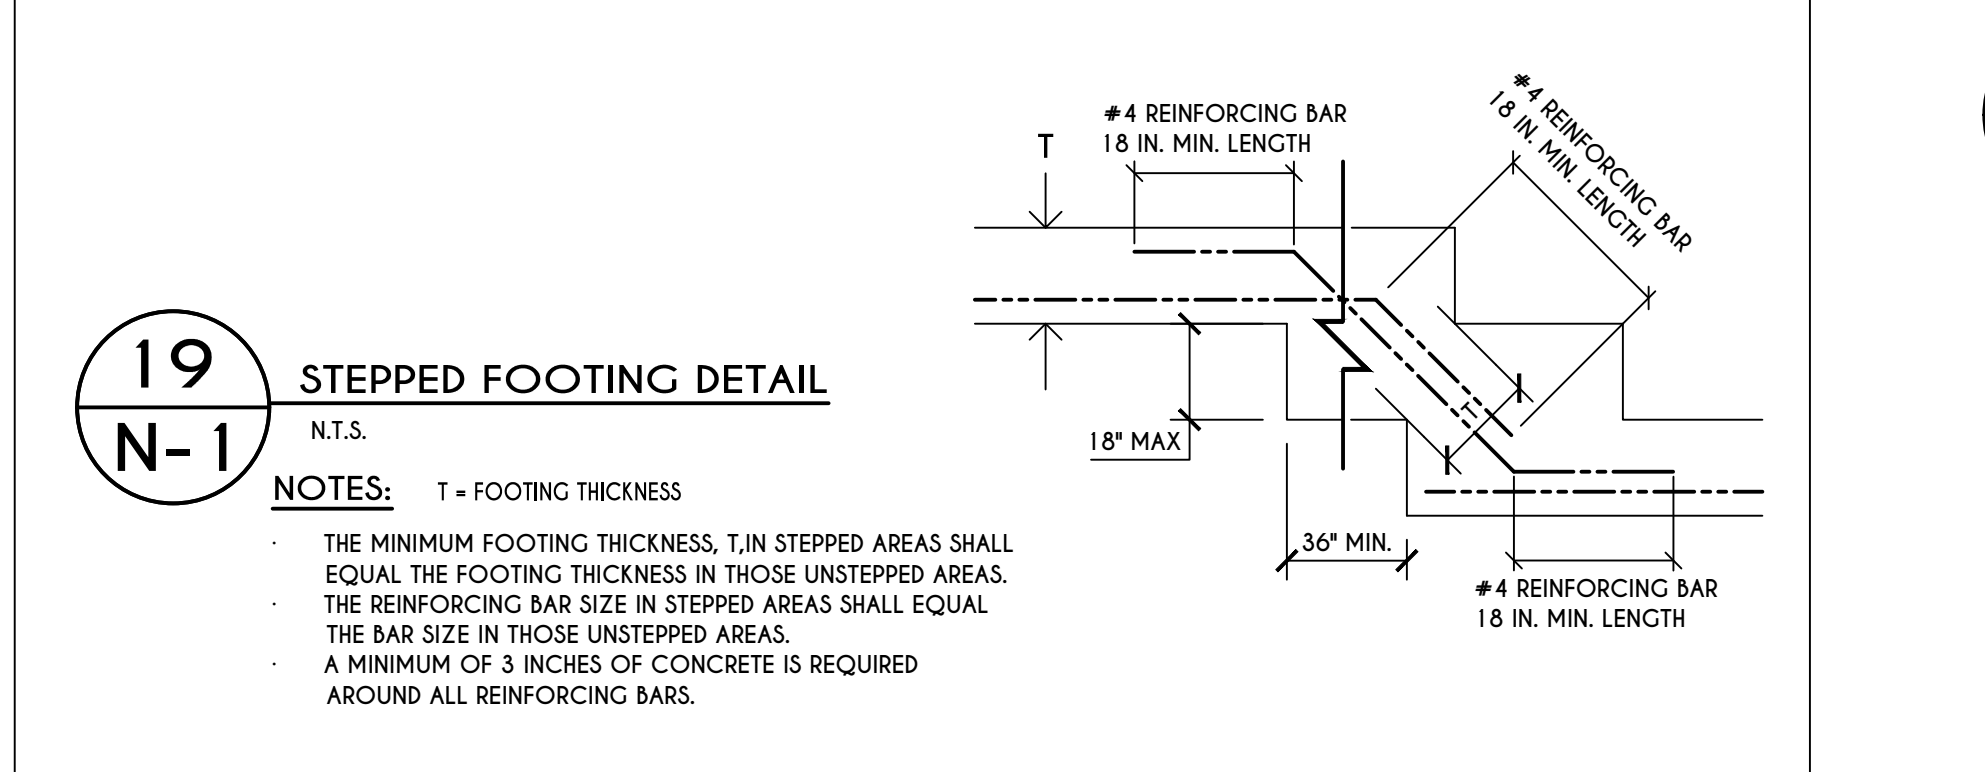 19
N-1
STEPPED FOOTING DETAIL
N.T.S.
NOTES:
T = FOOTING THICKNESS
· THE MINIMUM FOOTING THICKNESS, T,IN STEPPED AREAS SHALL
EQUAL THE FOOTING THICKNESS IN THOSE UNSTEPPED AREAS.
· THE REINFORCING BAR SIZE IN STEPPED AREAS SHALL EQUAL
THE BAR SIZE IN THOSE UNSTEPPED AREAS.
· A MINIMUM OF 3 INCHES OF CONCRETE IS REQUIRED
AROUND ALL REINFORCING BARS.
T
#4 REINFORCING BAR
18 IN. MIN. LENGTH
#4 REINFORCING BAR
18 IN. MIN. LENGTH
T
18" MAX
36" MIN.
#4 REINFORCING BAR
18 IN. MIN. LENGTH